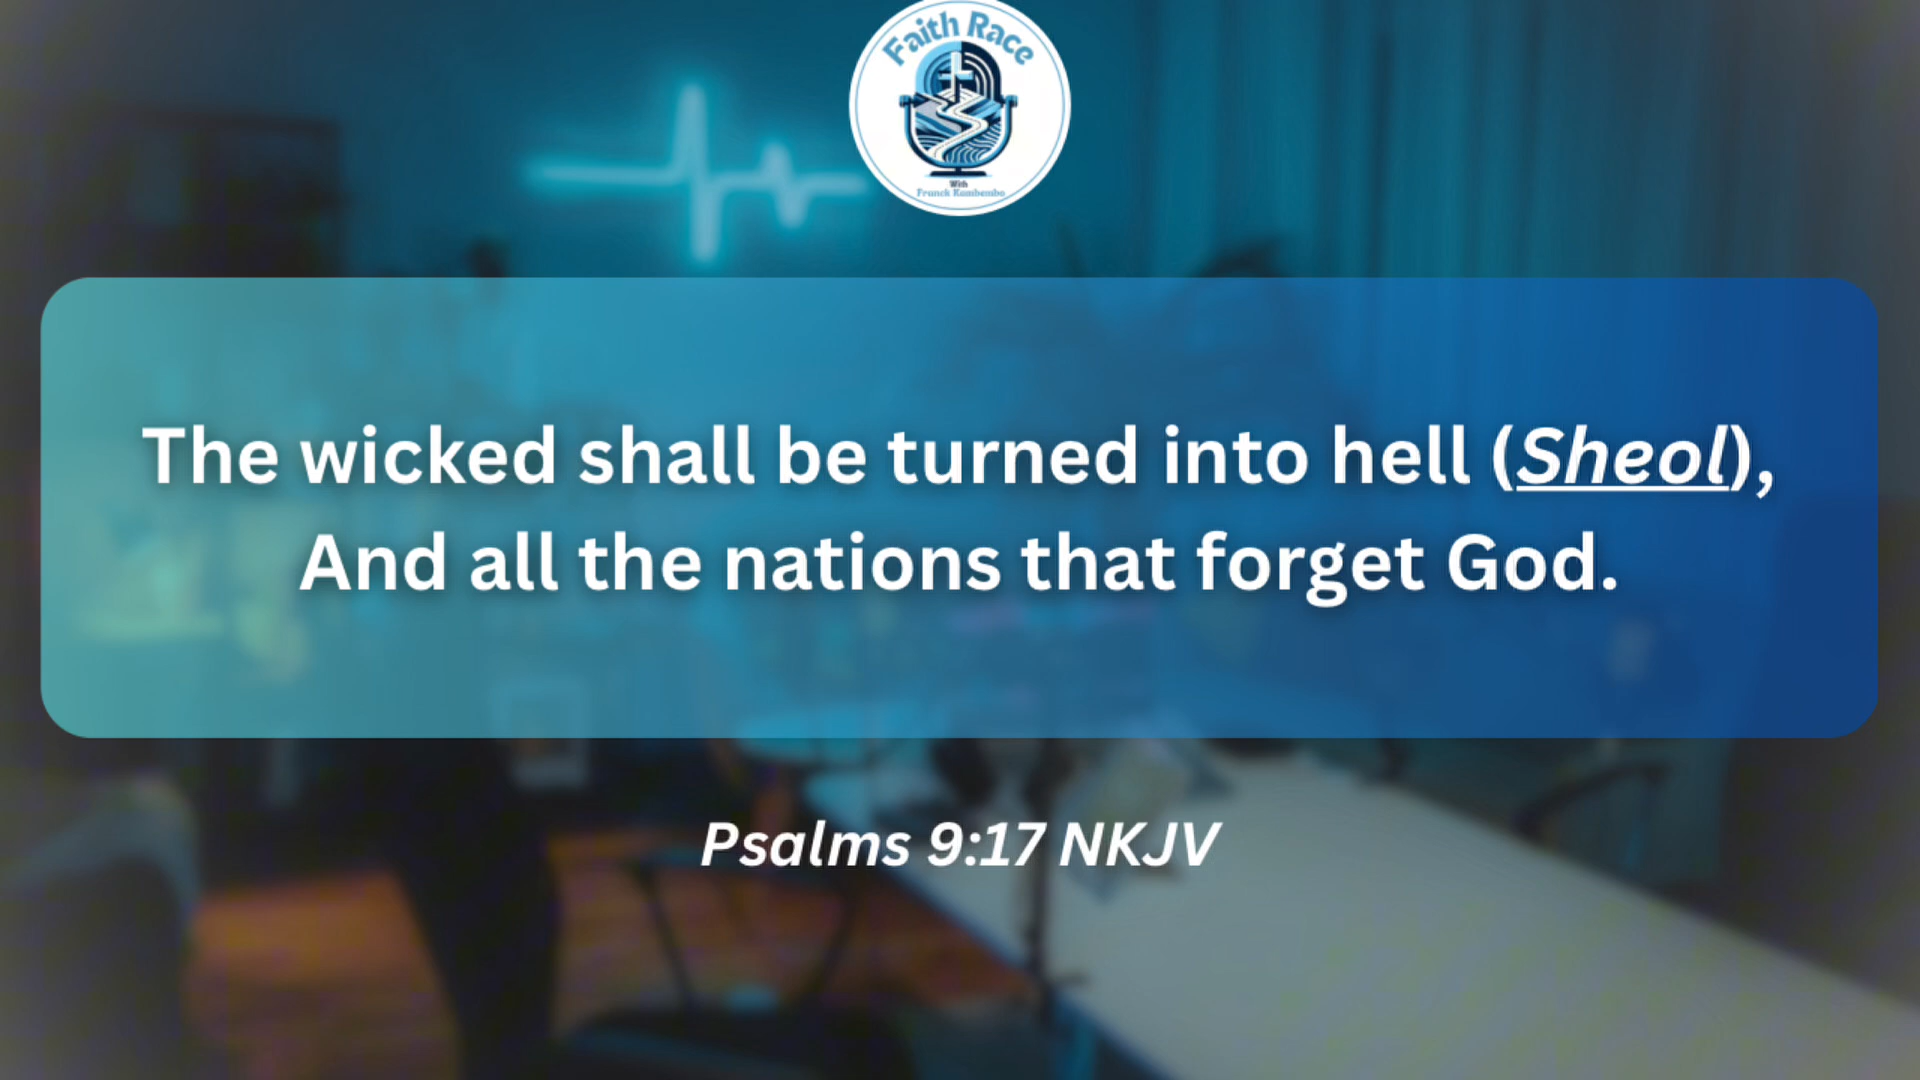 Faith Race
With
Franck Kambembo
The wicked shall be turned into hell (Sheol),
And all the nations that forget God.
Psalms 9:17 NKJV